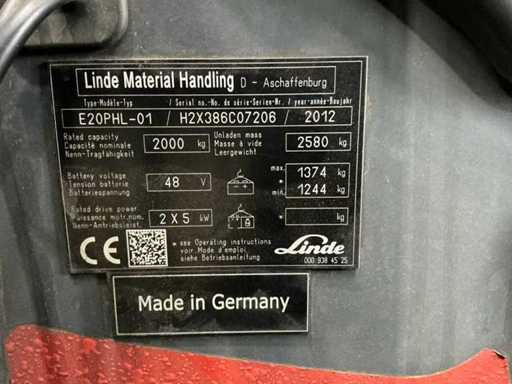 Linde Material Handling D - Aschaffenburg
Type-Modèle-Typ / Serial no.-No. de série-Serien-Nr. / year-année-Baujahr
E20PHL-01 / H2X386C07206 / 2012
Rated capacity
Capacité nominale
Nenn-Tragfähigkeit
2000 kg
Unladen mass
Masse à vide
Leergewicht
2580 kg
Battery voltage
Tension batterie
Batteriespannung
48 V
max. 1374 kg
min. 1244 kg
Rated drive power
Puissance motr.nom.
Nenn-Antriebsleist.
2 X 5 kW
* kg
CE
* see Operating instructions
voir Mode d'emploi
siehe Betriebsanleitung
Linde
000 938 45 25
Made in Germany